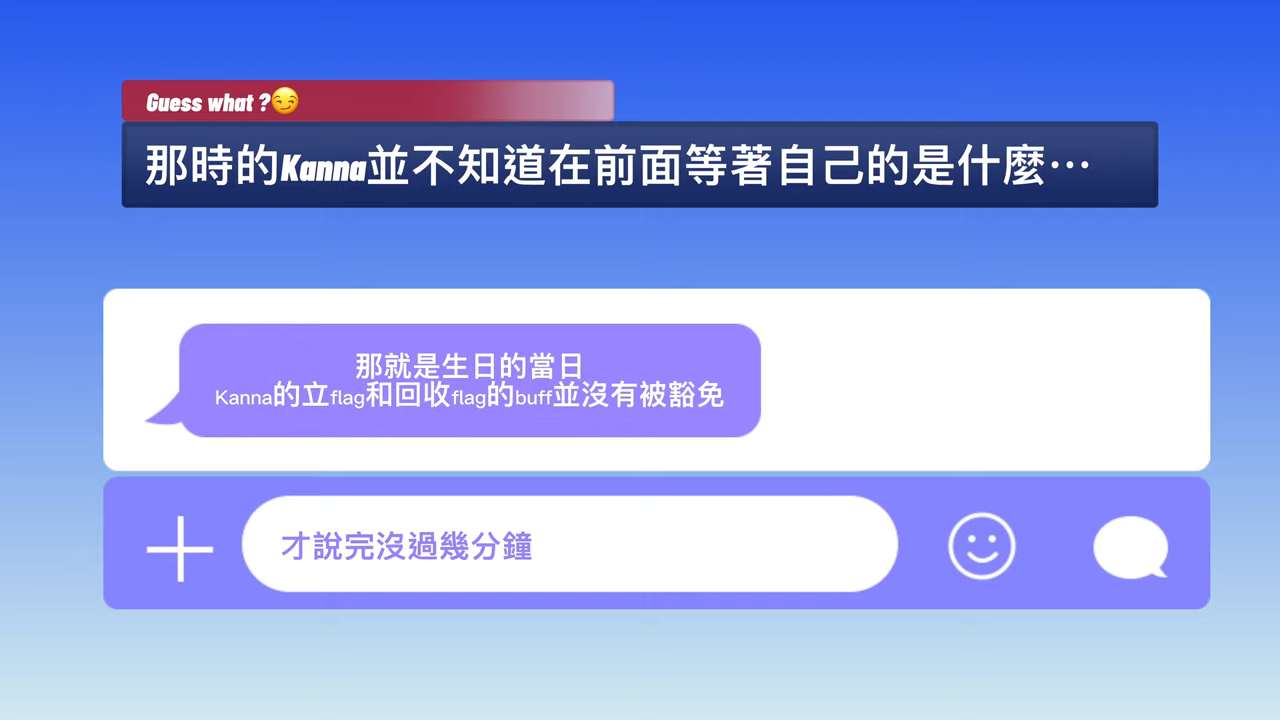 Guess what ?😏
那時的Kanna並不知道在前面等著自己的是什麼…
那就是生日的當日
Kanna的立flag和回收flag的buff並沒有被豁免
才說完沒過幾分鐘